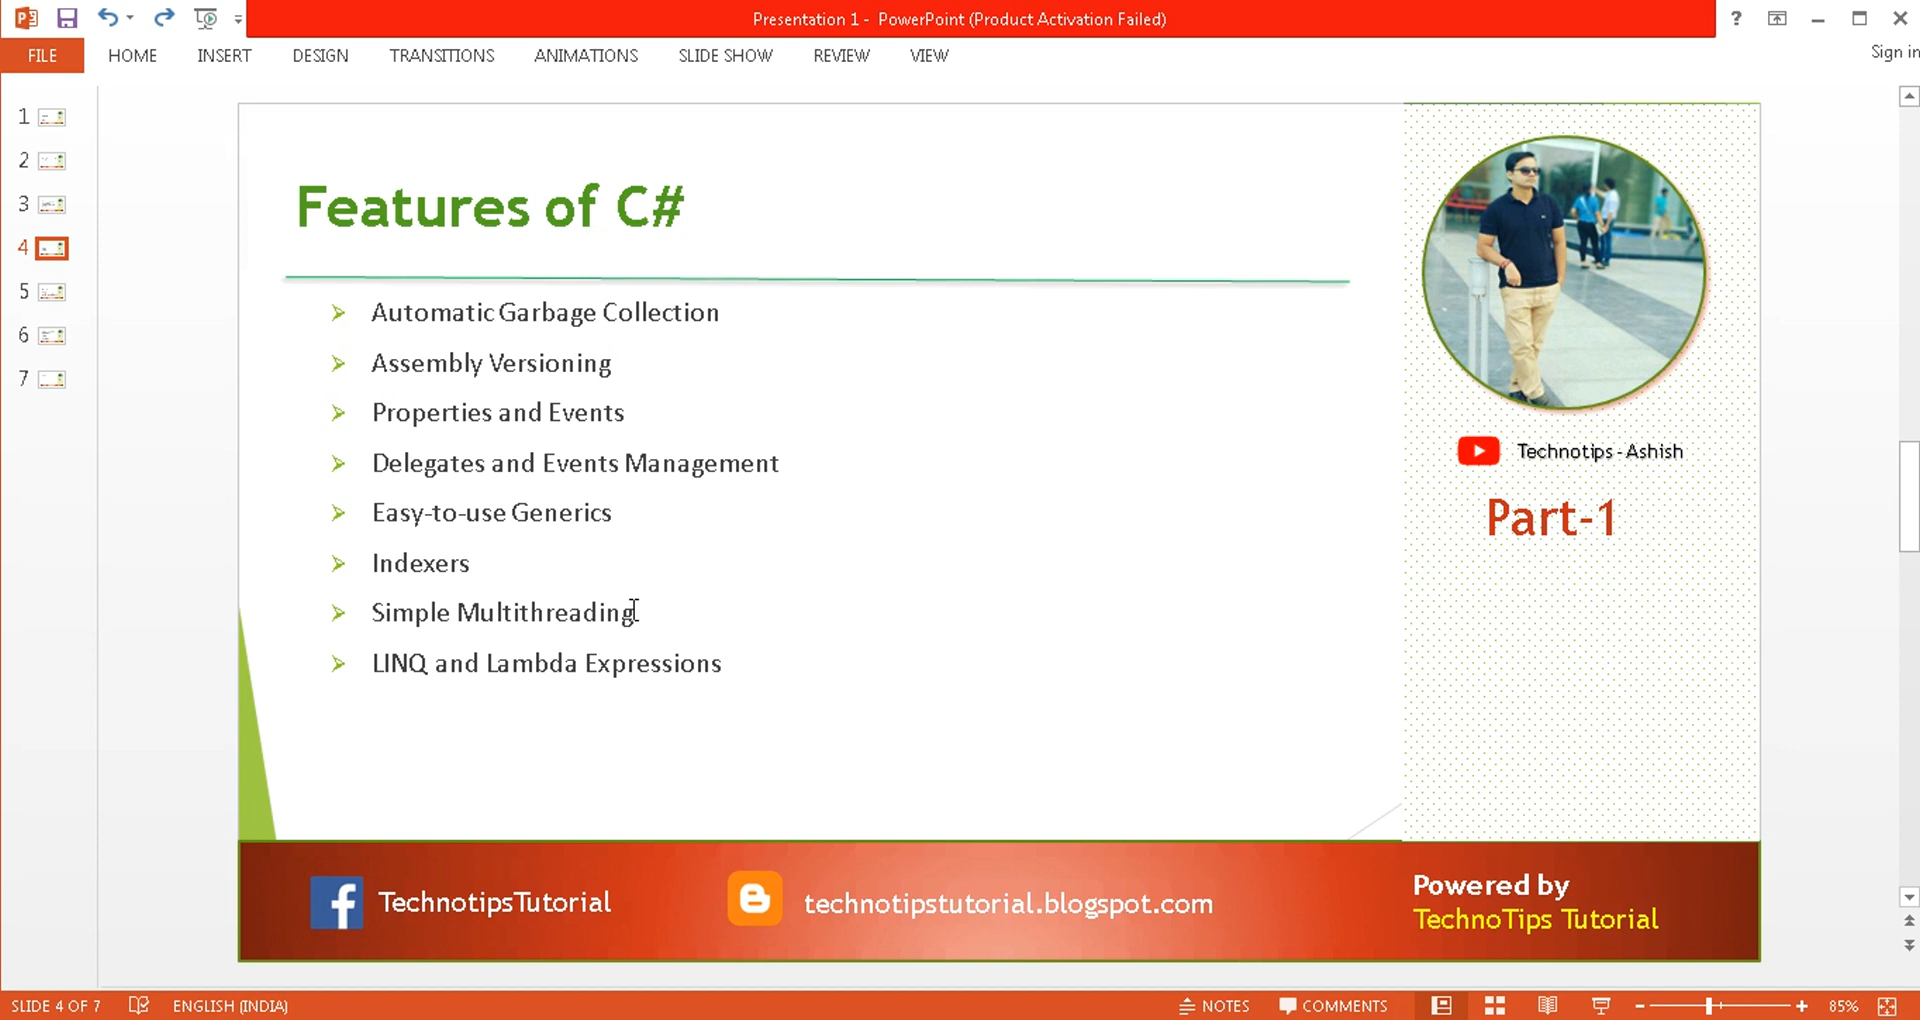 Presentation 1 - PowerPoint (Product Activation Failed)
?
FILE HOME INSERT DESIGN TRANSITIONS ANIMATIONS SLIDE SHOW REVIEW VIEW
Sign in
1
2
3
4
5
6
7
Features of C#
Automatic Garbage Collection
Assembly Versioning
Properties and Events
Delegates and Events Management
Easy-to-use Generics
Indexers
Simple Multithreading
LINQ and Lambda Expressions
Technotips - Ashish
Part-1
TechnotipsTutorial
technotipstutorial.blogspot.com
Powered by
TechnoTips Tutorial
SLIDE 4 OF 7 ENGLISH (INDIA) NOTES COMMENTS 85%